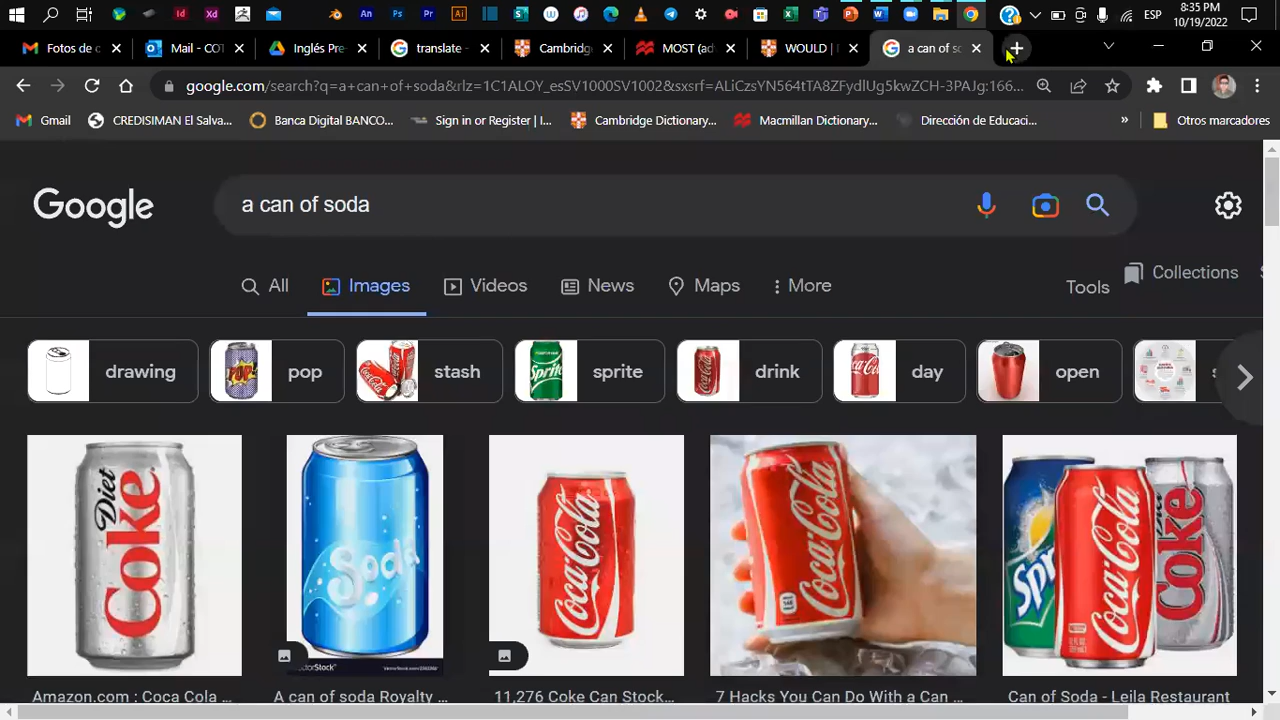 8:35 PM
ESP
10/19/2022
Fotos de c
Mail - COT
Inglés Pre-
translate -
Cambridg
MOST (ad
WOULD |
a can of so
google.com/search?q=a+can+of+soda&rlz=1C1ALOY_esSV1000SV1002&sxsrf=ALiCzsYN564tTA8ZFydlUg5kwZCH-3PAJg:166...
Gmail
CREDISIMAN El Salva...
Banca Digital BANCO...
Sign in or Register | I...
Cambridge Dictionary...
Macmillan Dictionary...
Dirección de Educaci...
»
Otros marcadores
Google
a can of soda
All
Images
Videos
News
Maps
More
Tools
Collections
drawing
pop
stash
sprite
drink
day
open
Diet Coke
Soda
Coca-Cola
Coca-Cola
Coca-Cola
Coke
Amazon.com : Coca Cola ...
A can of soda Royalty ...
11,276 Coke Can Stock...
7 Hacks You Can Do With a Can ...
Can of Soda - Leila Restaurant